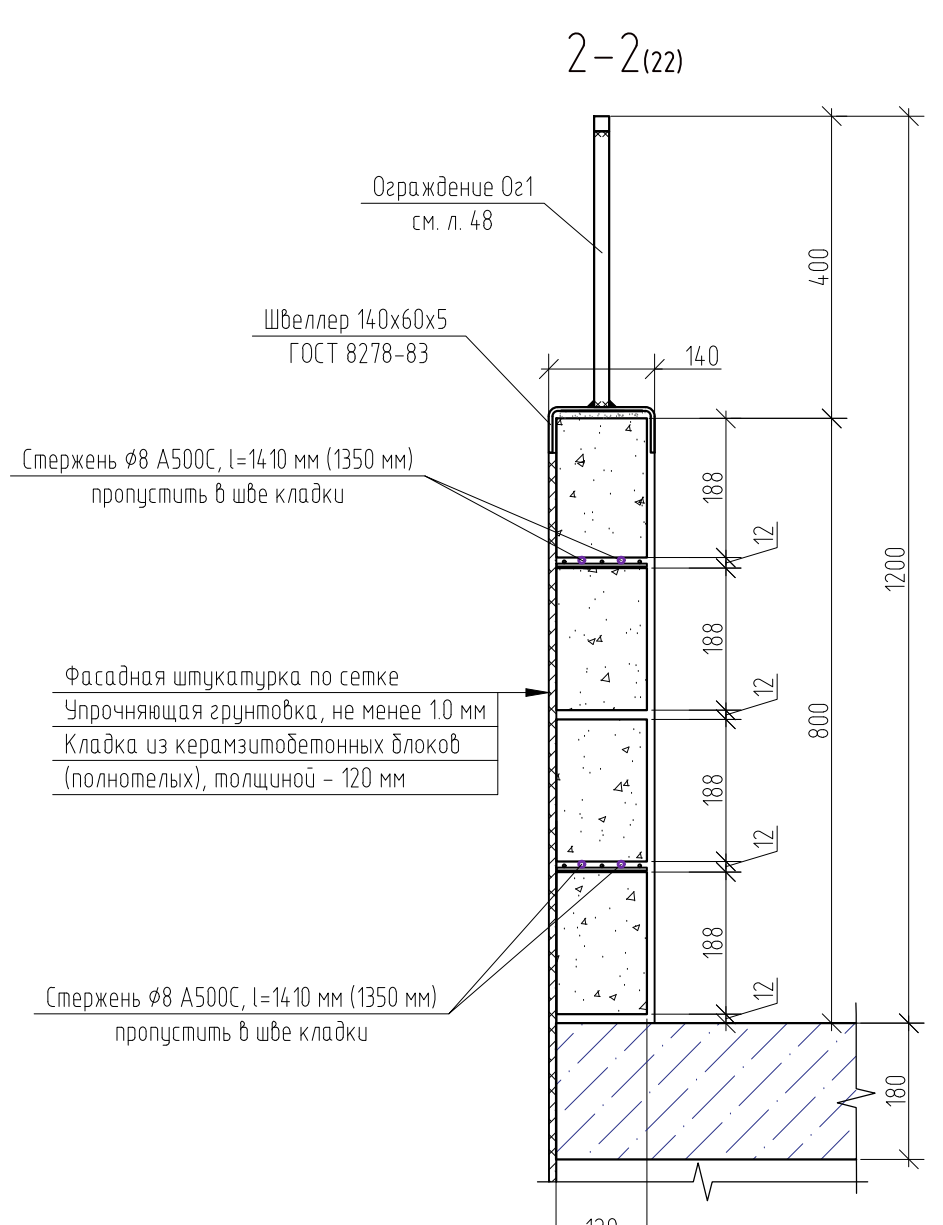 2-2(22)
Ограждение Ог1
см. л. 48
400
Швеллер 140х60х5
ГОСТ 8278-83
140
Стержень Ø8 А500С, l=1410 мм (1350 мм)
пропустить в шве кладки
188
12
1200
188
Фасадная штукатурка по сетке
Упрочняющая грунтовка, не менее 1.0 мм
Кладка из керамзитобетонных блоков
(полнотелых), толщиной - 120 мм
12
800
188
12
188
Стержень Ø8 А500С, l=1410 мм (1350 мм)
пропустить в шве кладки
12
180